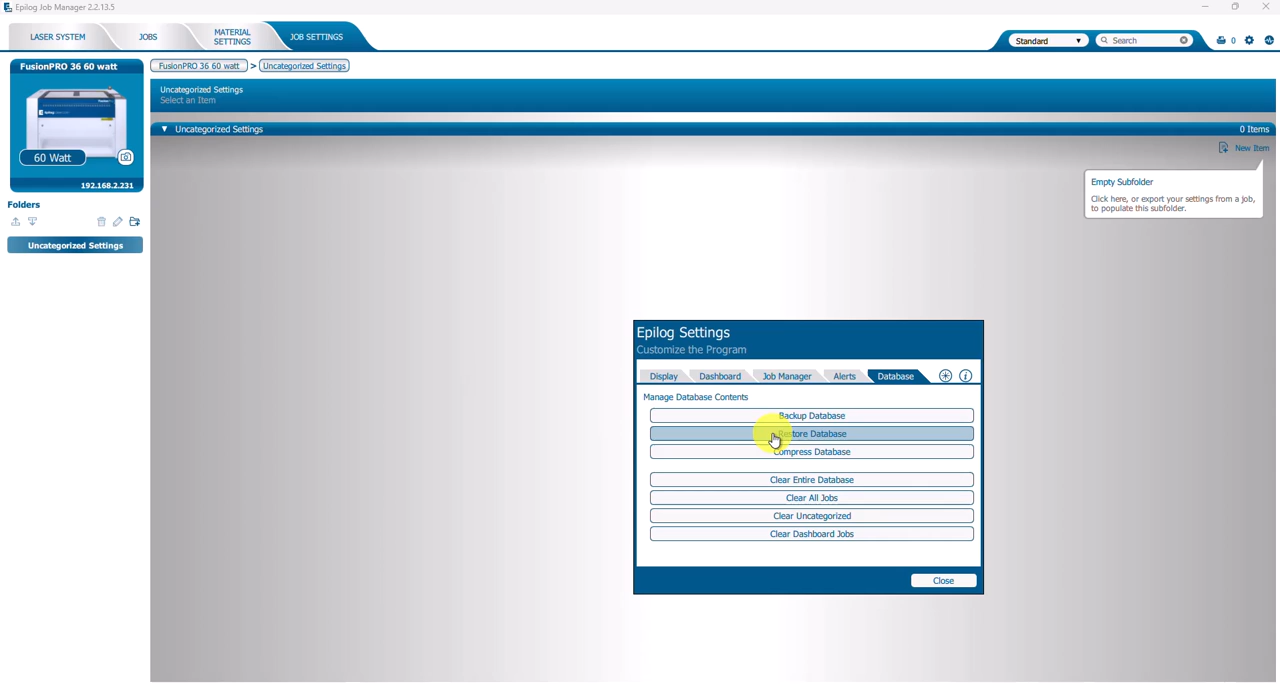 Epilog Job Manager 2.2.13.5
LASER SYSTEM
JOBS
MATERIAL
SETTINGS
JOB SETTINGS
Standard
Search
0
FusionPRO 36 60 watt
FusionPRO 36 60 watt > Uncategorized Settings
Uncategorized Settings
Select an Item
Uncategorized Settings
0 Items
New Item
60 Watt
192.168.2.231
Empty Subfolder
Click here, or export your settings from a job,
to populate this subfolder.
Folders
Uncategorized Settings
Epilog Settings
Customize the Program
Display
Dashboard
Job Manager
Alerts
Database
Manage Database Contents
Backup Database
Restore Database
Compress Database
Clear Entire Database
Clear All Jobs
Clear Uncategorized
Clear Dashboard Jobs
Close